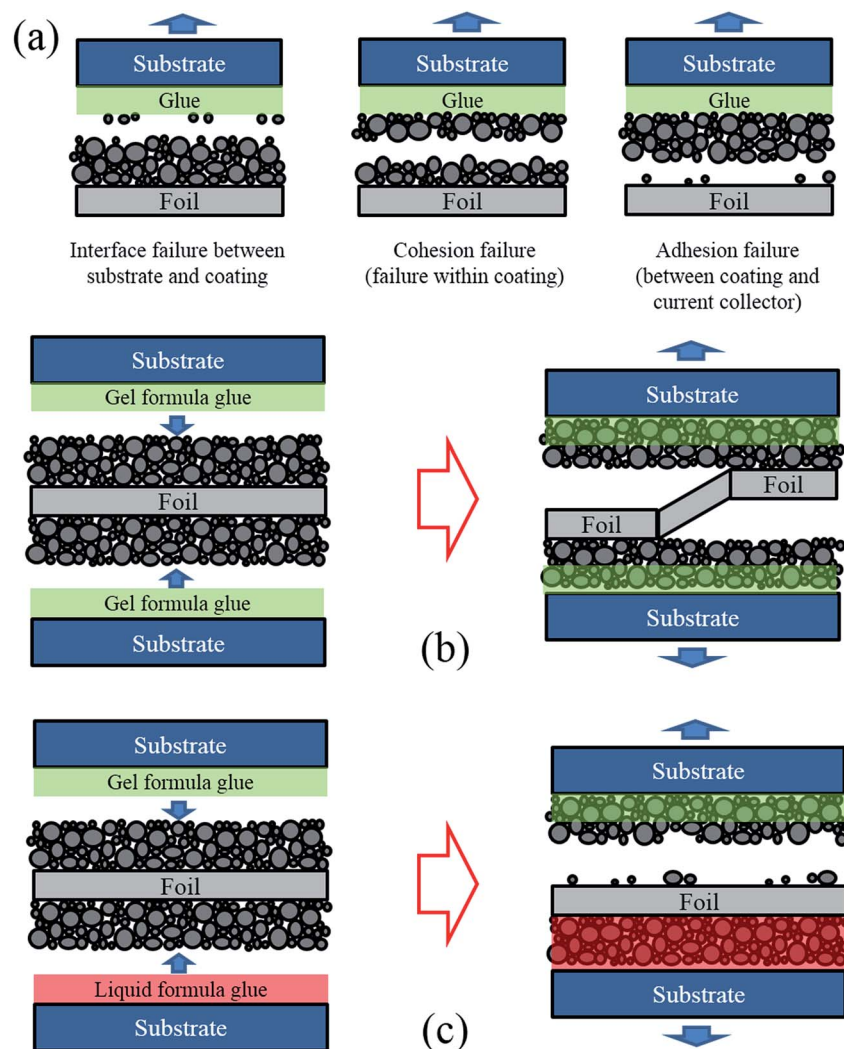 (a)
Substrate
Glue
Foil
Interface failure between
substrate and coating
Substrate
Glue
Foil
Cohesion failure
(failure within coating)
Substrate
Glue
Foil
Adhesion failure
(between coating and
current collector)
Substrate
Gel formula glue
Foil
Gel formula glue
Substrate
Substrate
Foil
Foil
Substrate
(b)
Substrate
Gel formula glue
Foil
Liquid formula glue
Substrate
Substrate
Foil
Substrate
(c)